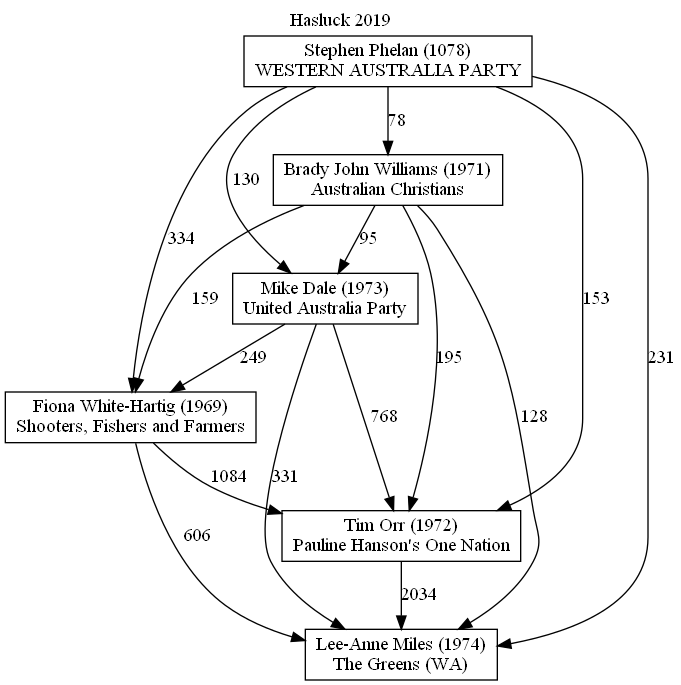 Hasluck 2019
Stephen Phelan (1078)
WESTERN AUSTRALIA PARTY
78
Brady John Williams (1971)
Australian Christians
130
334
95
159
153
Mike Dale (1973)
United Australia Party
249
195
231
Fiona White-Hartig (1969)
Shooters, Fishers and Farmers
768
128
1084
331
Tim Orr (1972)
Pauline Hanson's One Nation
606
2034
Lee-Anne Miles (1974)
The Greens (WA)